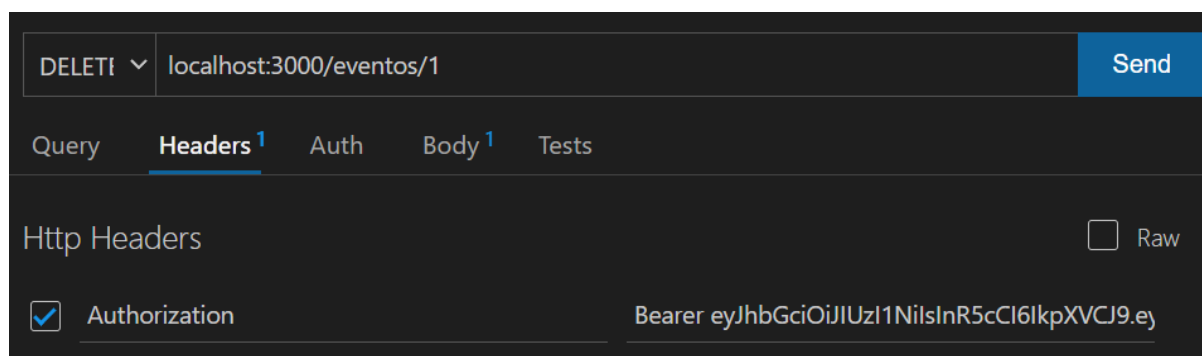 DELETE localhost:3000/eventos/1 Send
Query Headers 1 Auth Body 1 Tests
Http Headers Raw
Authorization Bearer eyJhbGciOiJIUzI1NiIsInR5cCI6IkpXVCJ9.ey